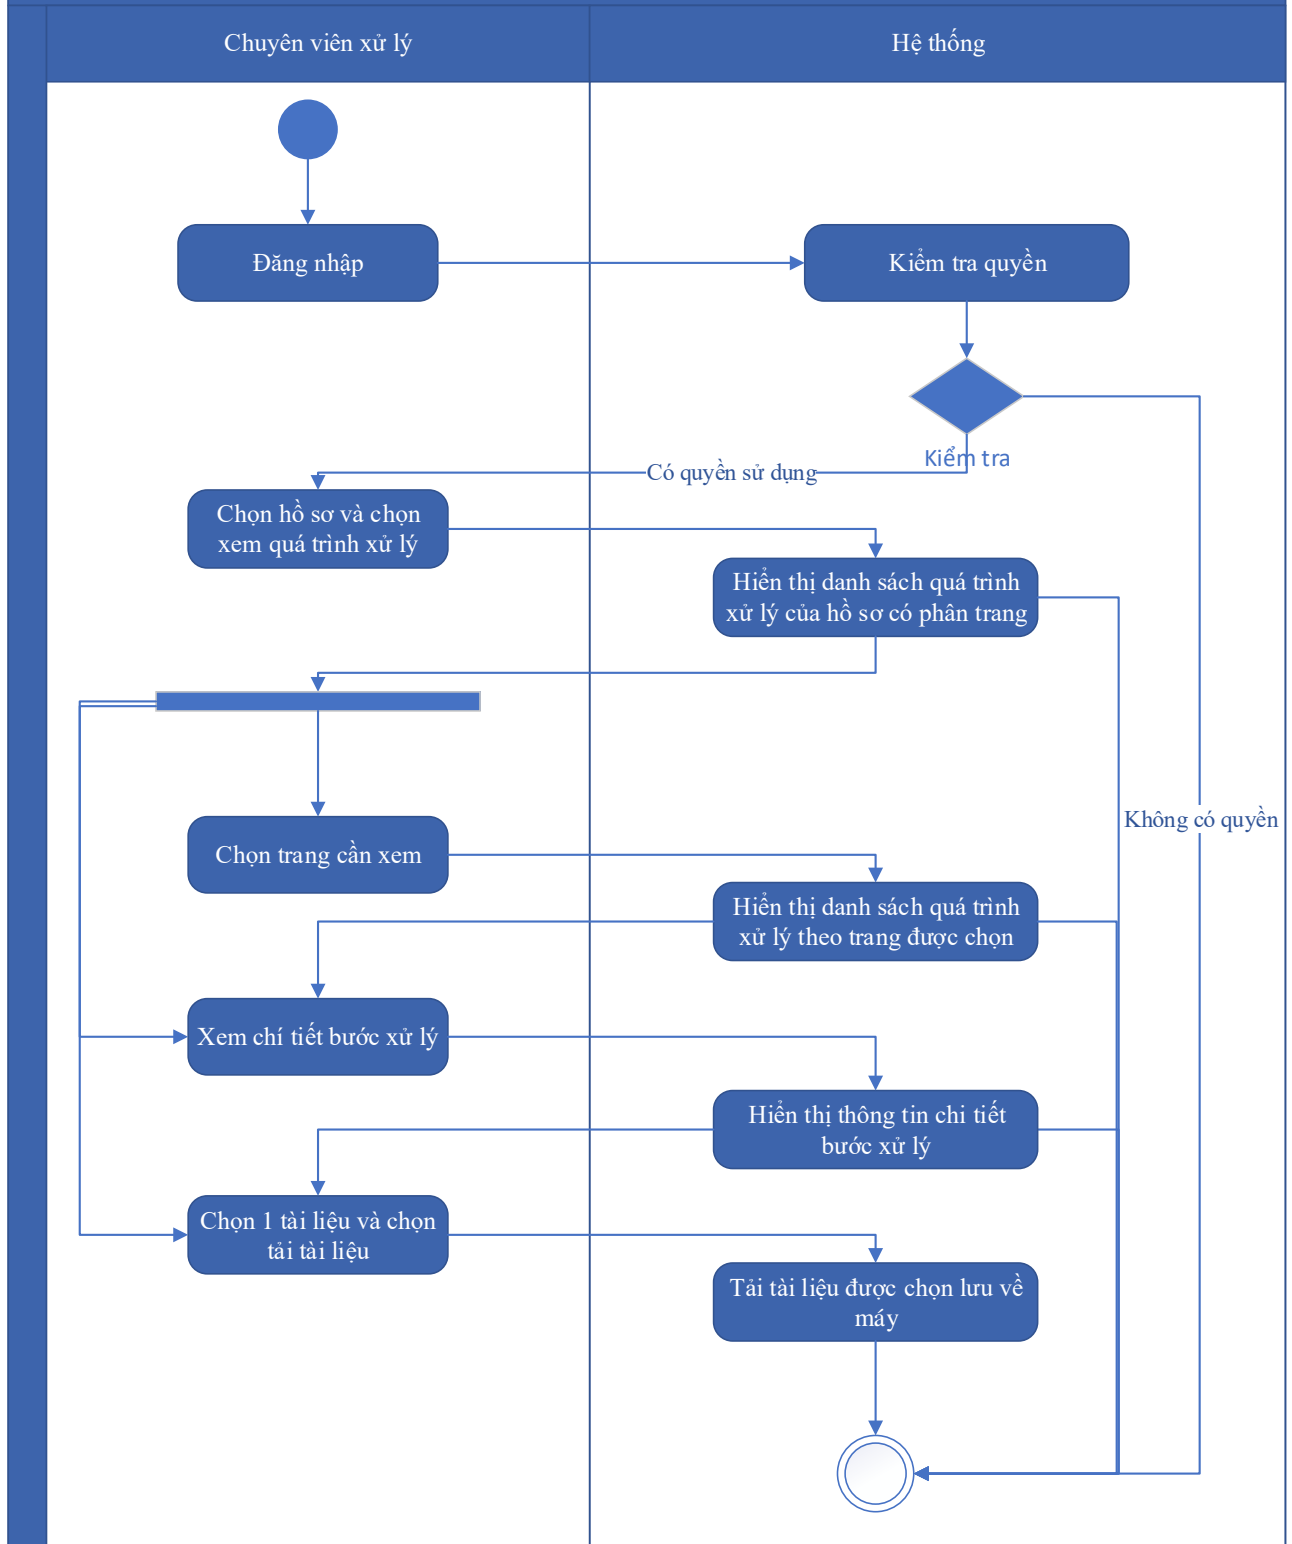 Chuyên viên xử lý
Hệ thống
Đăng nhập
Kiểm tra quyền
Kiểm tra
Có quyền sử dụng
Chọn hồ sơ và chọn
xem quá trình xử lý
Hiển thị danh sách quá trình
xử lý của hồ sơ có phân trang
Không có quyền
Chọn trang cần xem
Hiển thị danh sách quá trình
xử lý theo trang được chọn
Xem chí tiết bước xử lý
Hiển thị thông tin chi tiết
bước xử lý
Chọn 1 tài liệu và chọn
tải tài liệu
Tải tài liệu được chọn lưu về
máy